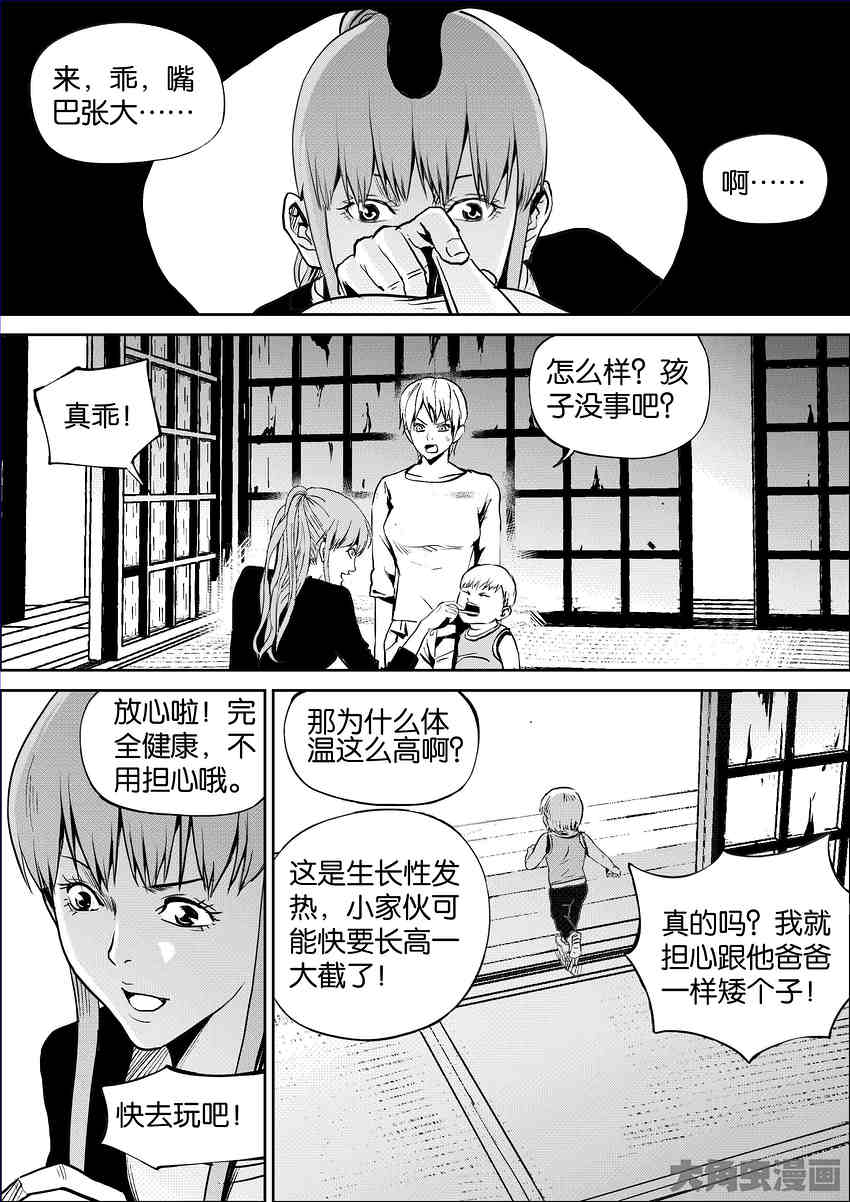 来，乖，嘴
巴张大……
啊……
真乖！
怎么样？孩
子没事吧？
放心啦！完
全健康，不
用担心哦。
快去玩吧！
那为什么体
温这么高啊？
这是生长性发
热，小家伙可
能快要长高一
大截了！
真的吗？我就
担心跟他爸爸
一样矮个子！
大角虫漫画